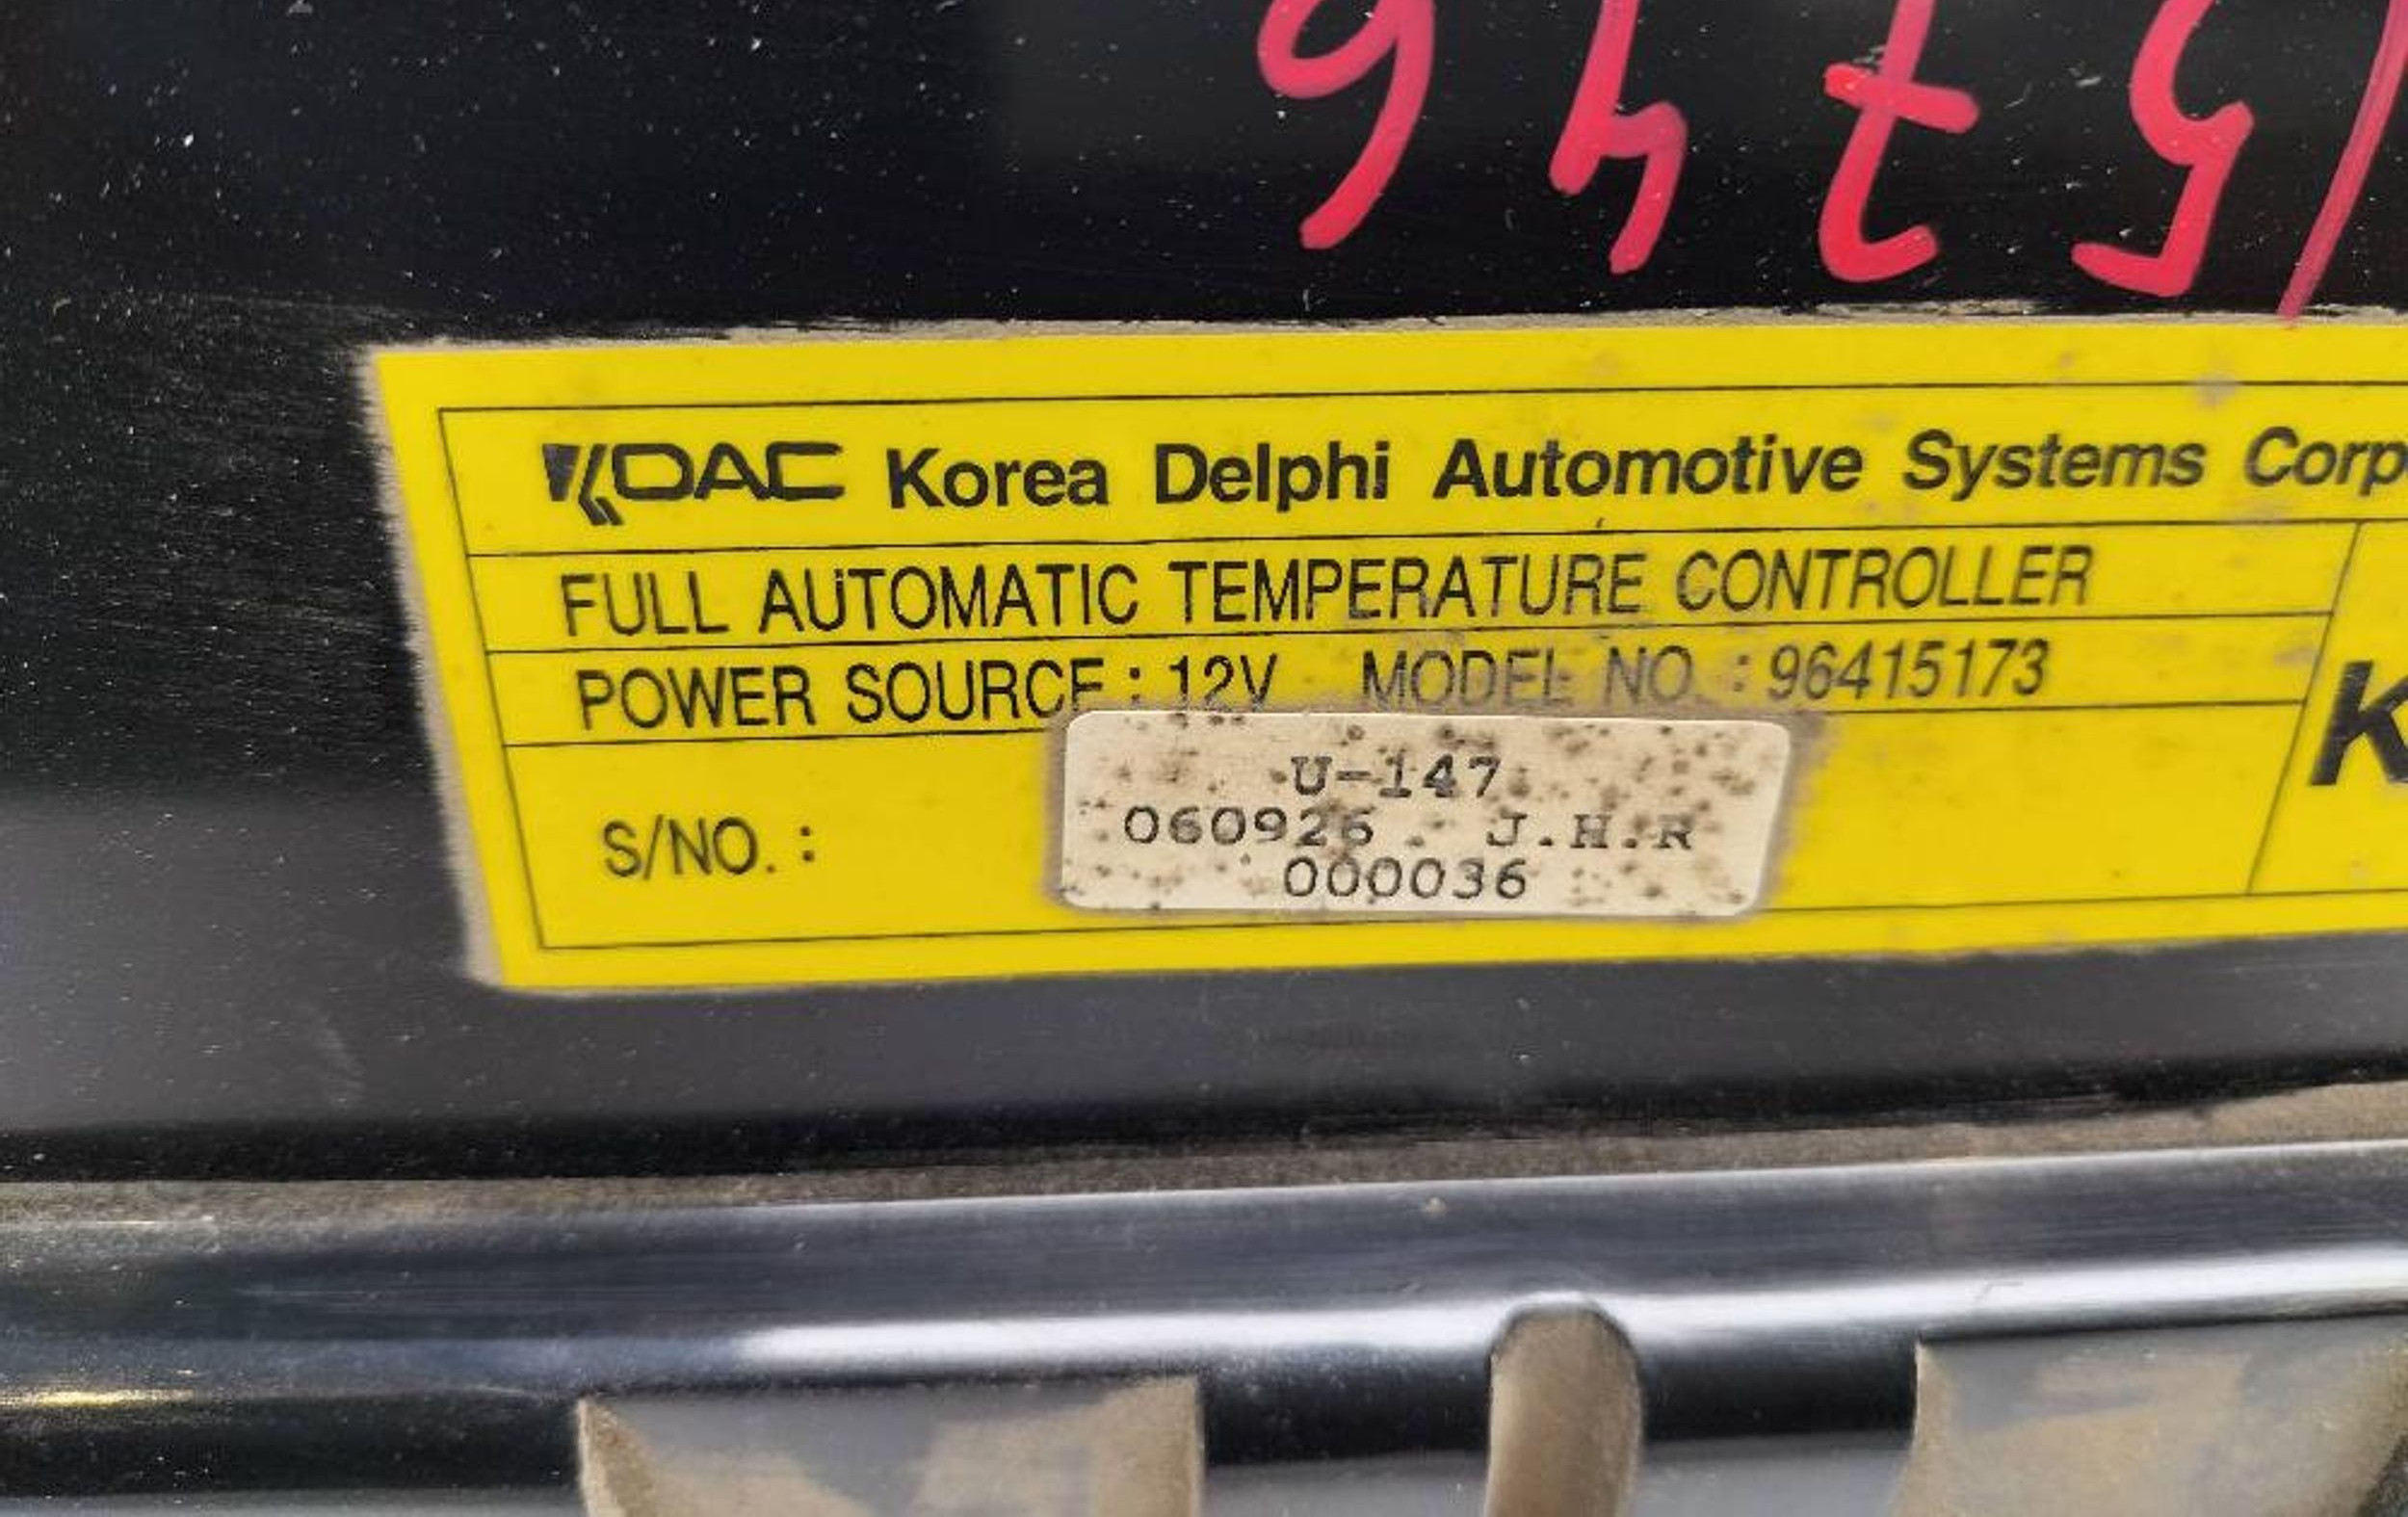 5746
KDAC Korea Delphi Automotive Systems Corp
FULL AUTOMATIC TEMPERATURE CONTROLLER
POWER SOURCE : 12V MODEL NO. : 96415173
K
U-147
S/NO. : 060926 J.H.R
000036